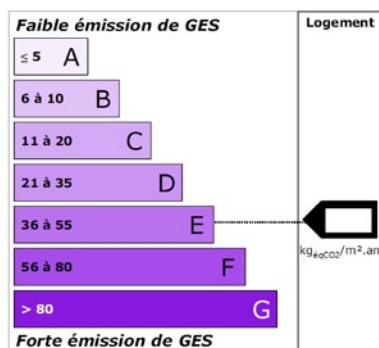 Faible émission de GES
Logement
≤ 5 A
6 à 10 B
11 à 20 C
21 à 35 D
36 à 55 E
kgéqCO2/m².an
56 à 80 F
> 80 G
Forte émission de GES